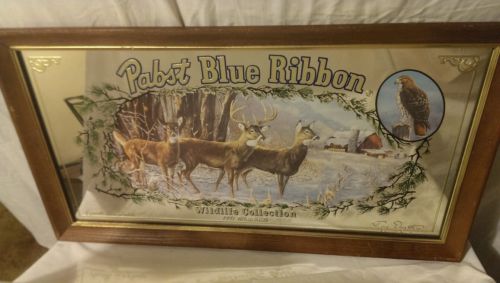 Pabst Blue Ribbon
Wildlife Collection